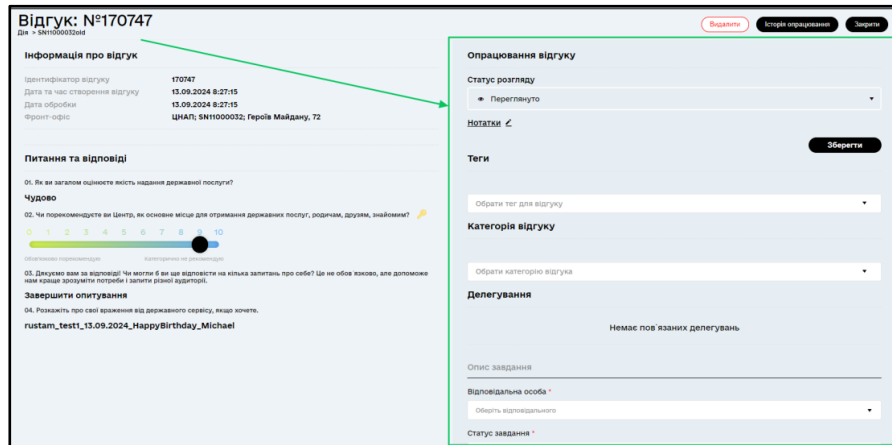 Відгук: №170747
Дія > SN11000032old
Видалити
Історія опрацювання
Закрити
Інформація про відгук
Ідентифікатор відгуку 170747
Дата та час створення відгуку 13.09.2024 8:27:15
Дата обробки 13.09.2024 8:27:15
Фронт-офіс ЦНАП; SN11000032; Героїв Майдану, 72
Питання та відповіді
01. Як ви загалом оцінюєте якість надання державної послуги?
Чудово
02. Чи порекомендуєте ви Центр, як основне місце для отримання державних послуг, родичам, друзям, знайомим?
0 1 2 3 4 5 6 7 8 9 10
Обов'язково порекомендую Категорично не рекомендую
03. Дякуємо вам за відповіді! Чи могли б ви ще відповісти на кілька запитань про себе? Це не обов'язково, але допоможе
нам краще зрозуміти потреби і запити різної аудиторії.
Завершити опитування
04. Розкажіть про свої враження від державного сервісу, якщо хочете.
rustam_test1_13.09.2024_HappyBirthday_Michael
Опрацювання відгуку
Статус розгляду
Переглянуто
Нотатки
Зберегти
Теги
Обрати тег для відгуку
Категорія відгуку
Обрати категорію відгука
Делегування
Немає пов'язаних делегувань
Опис завдання
Відповідальна особа *
Оберіть відповідального
Статус завдання *